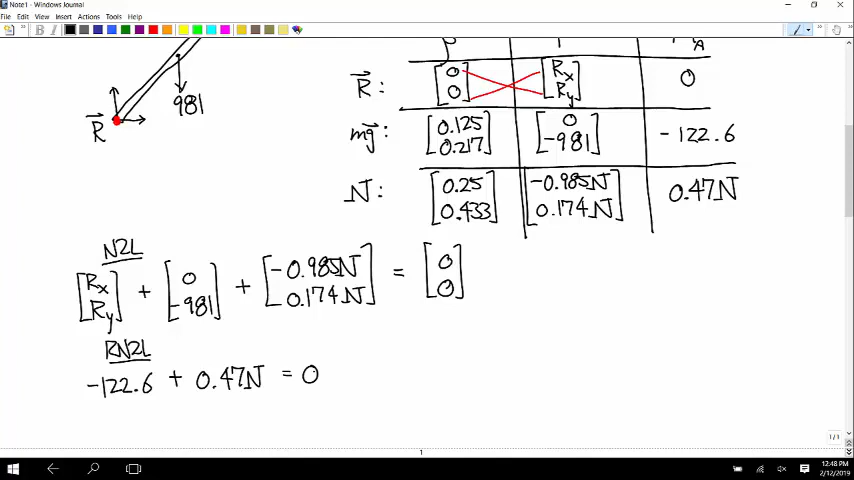 Note1 - Windows Journal
File Edit View Insert Actions Tools Help
B I
981
R⃗
A
R⃗: [0 0] [Rx Ry] 0
mg⃗: [0.125 0.217] [0 -981] -122.6
N: [0.25 0.433] [-0.985N 0.174N] 0.47N
N2L
[Rx Ry] + [0 -981] + [-0.985N 0.174N] = [0 0]
RN2L
-122.6 + 0.47N = 0
1/1
1
12:48 PM
2/12/2019